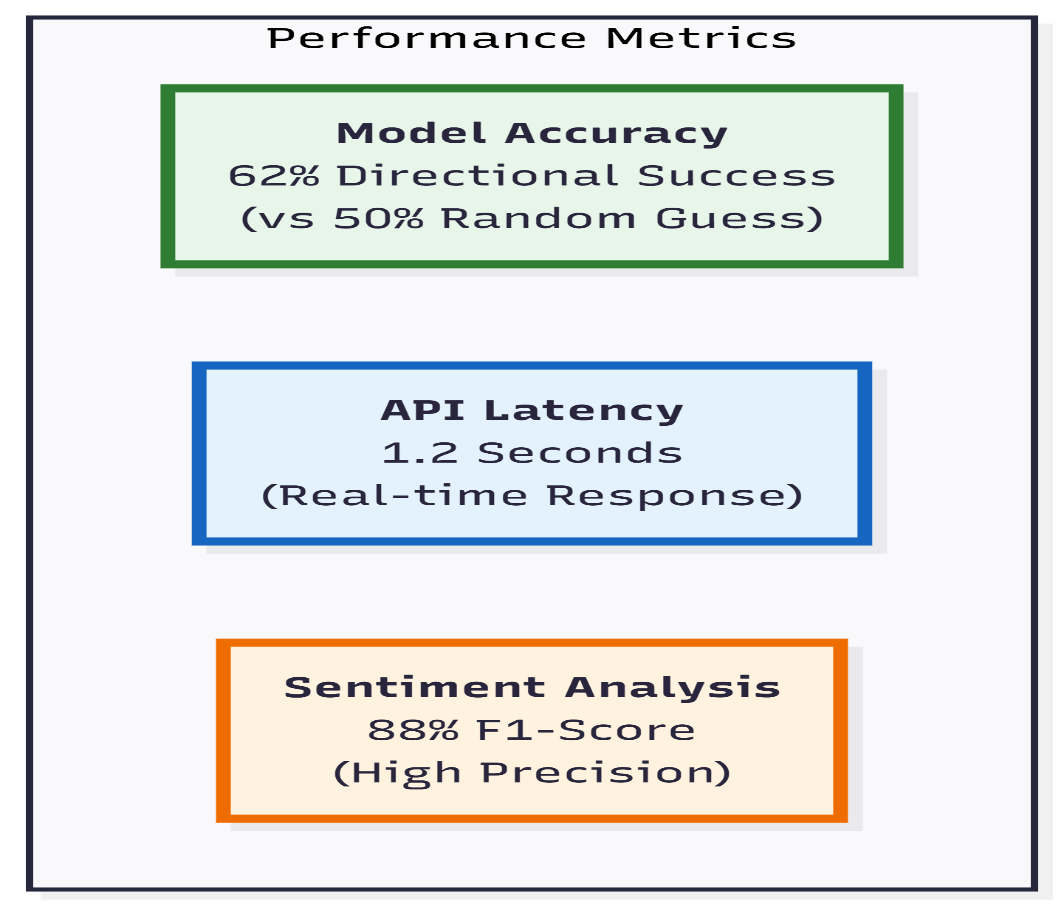 Performance Metrics
Model Accuracy
62% Directional Success
(vs 50% Random Guess)
API Latency
1.2 Seconds
(Real-time Response)
Sentiment Analysis
88% F1-Score
(High Precision)